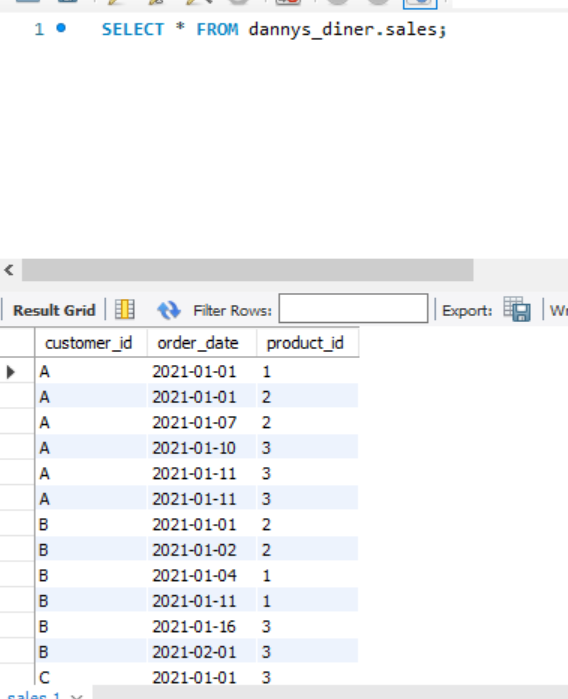 1 SELECT * FROM dannys_diner.sales;
Result Grid Filter Rows: Export:
customer_id order_date product_id
A 2021-01-01 1
A 2021-01-01 2
A 2021-01-07 2
A 2021-01-10 3
A 2021-01-11 3
A 2021-01-11 3
B 2021-01-01 2
B 2021-01-02 2
B 2021-01-04 1
B 2021-01-11 1
B 2021-01-16 3
B 2021-02-01 3
C 2021-01-01 3
sales 1